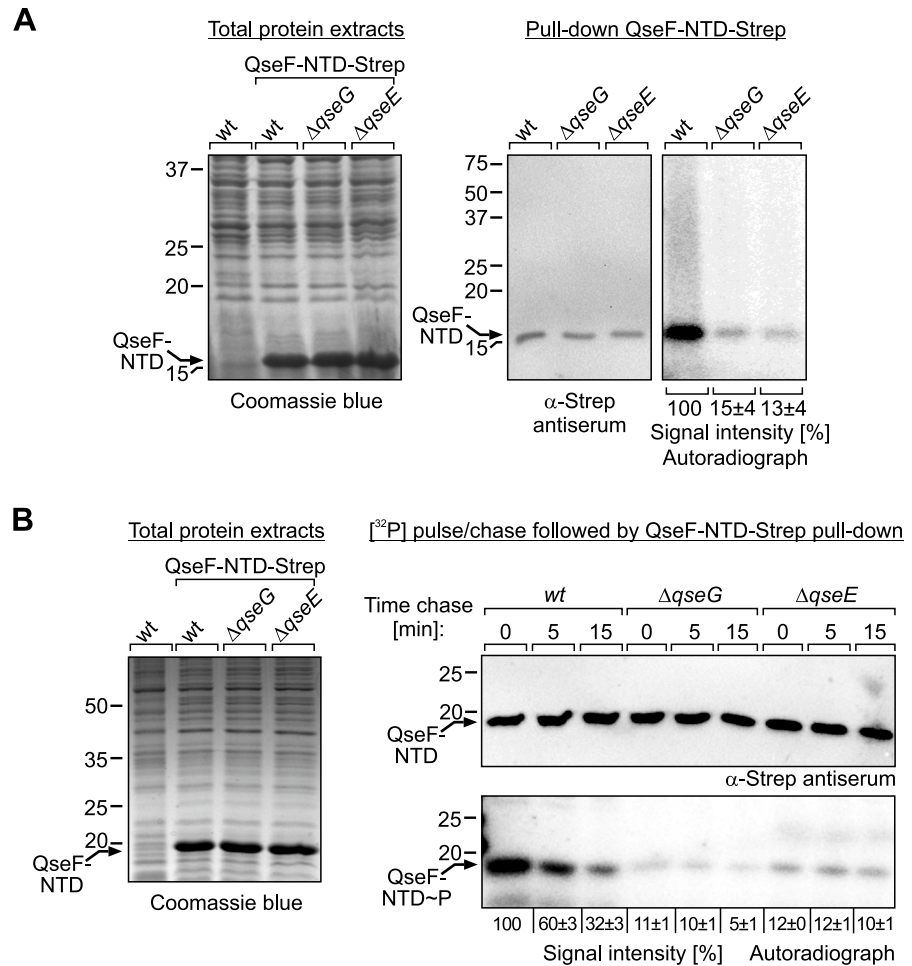 A
Total protein extracts
QseF-NTD-Strep
wt
wt
ΔqseG
ΔqseE
37
25
20
QseF-
NTD
15
Coomassie blue
Pull-down QseF-NTD-Strep
wt
ΔqseG
ΔqseE
wt
ΔqseG
ΔqseE
75
50
37
25
20
QseF-
NTD
15
α-Strep
antiserum
100 15±4 13±4
Signal intensity [%]
Autoradiograph
B
Total protein extracts
QseF-NTD-Strep
wt
wt
ΔqseG
ΔqseE
50
35
25
20
QseF-
NTD
Coomassie blue
[³²P] pulse/chase followed by QseF-NTD-Strep pull-down
wt ΔqseG ΔqseE
Time chase
[min]:
0 5 15 0 5 15 0 5 15
25
20
QseF-
NTD
α-Strep antiserum
25
20
QseF-
NTD~P
100 60±3 32±3 11±1 10±1 5±1 12±0 12±1 10±1
Signal intensity [%] Autoradiograph